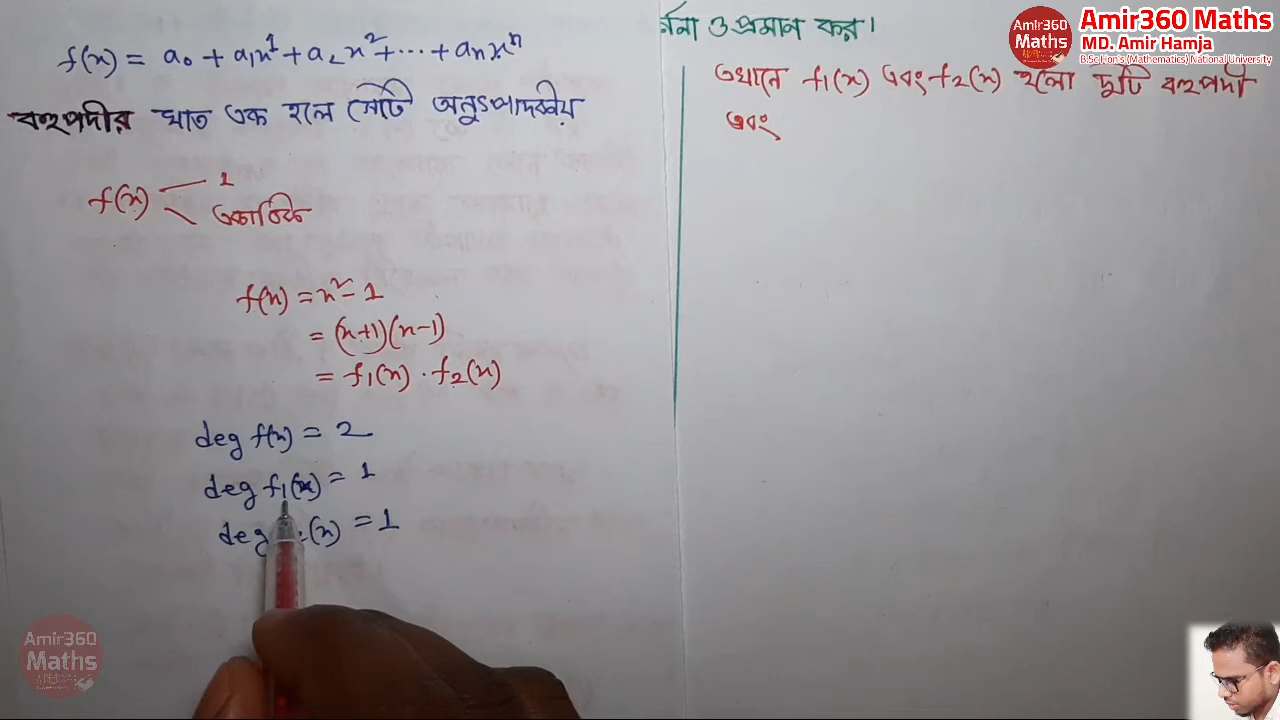 f(x) = a₀ + a₁x¹ + a₂x² + ... + aₙxⁿ
বহুপদীর ঘাত এক হলে সেটি অনুৎপাদকীয়
f(x) 1
f(x) = x² - 1
= (x+1)(x-1)
= f₁(x) · f₂(x)
deg f(x) = 2
deg f₁(x) = 1
deg (x) = 1
ও প্রমান কর।
এখানে f₁(x) এবং f₂(x) হলো দুটি বহুপদী
এবং
Amir360 Maths
MD. Amir Hamja
B.Sc Hon's (Mathematics) National University
Amir360
Maths
Amir360
Maths